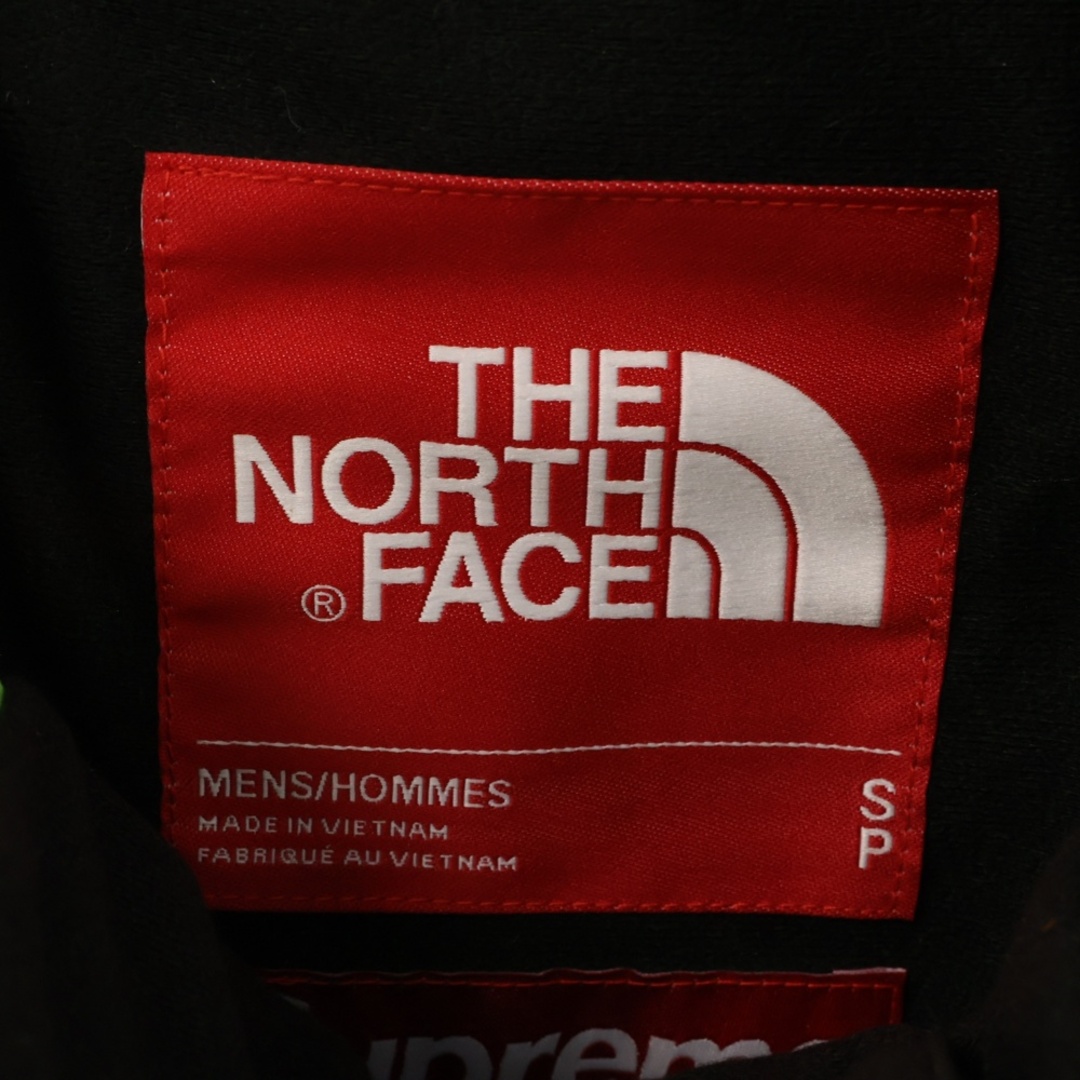 THE
NORTH
® FACE
MENS/HOMMES S
MADE IN VIETNAM P
FABRIQUÉ AU VIETNAM